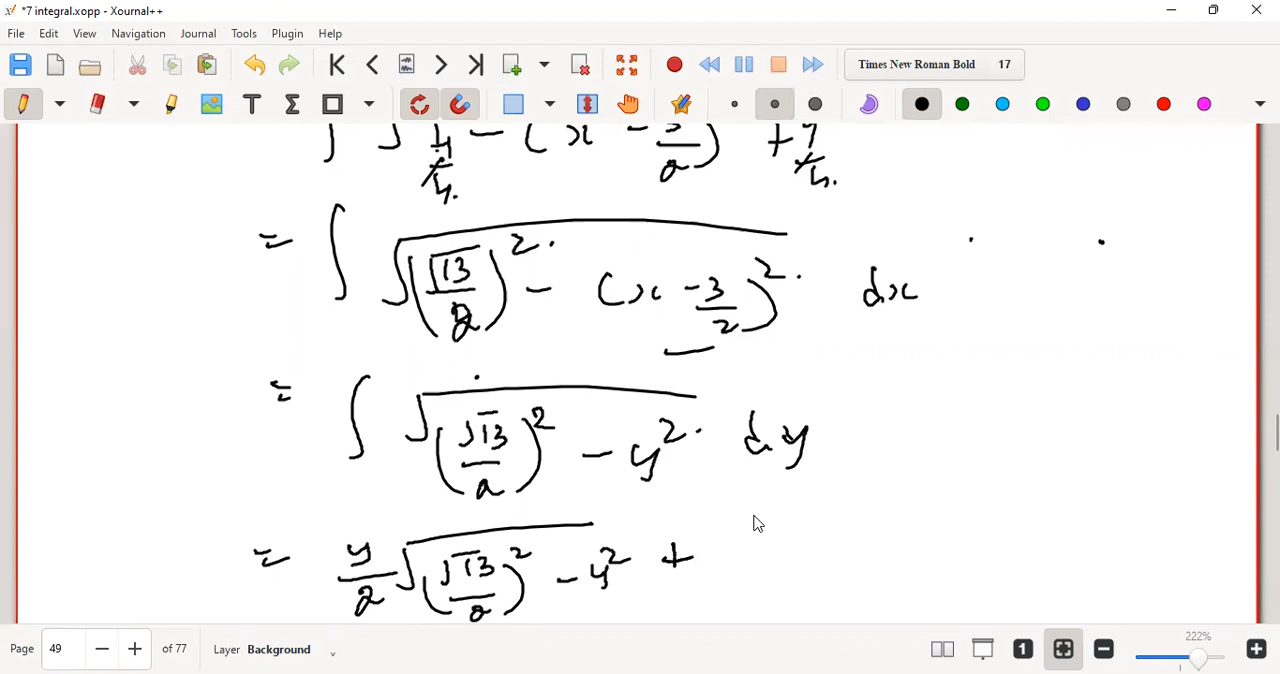 *7 integral.xopp - Xournal++
File Edit View Navigation Journal Tools Plugin Help
Times New Roman Bold 17
= ∫ √((√13/2)² - (x - 3/2)²) dx
= ∫ √((√13/2)² - y²) dy
= y/2 √((√13/2)² - y²) +
Page 49 of 77 Layer Background 222%